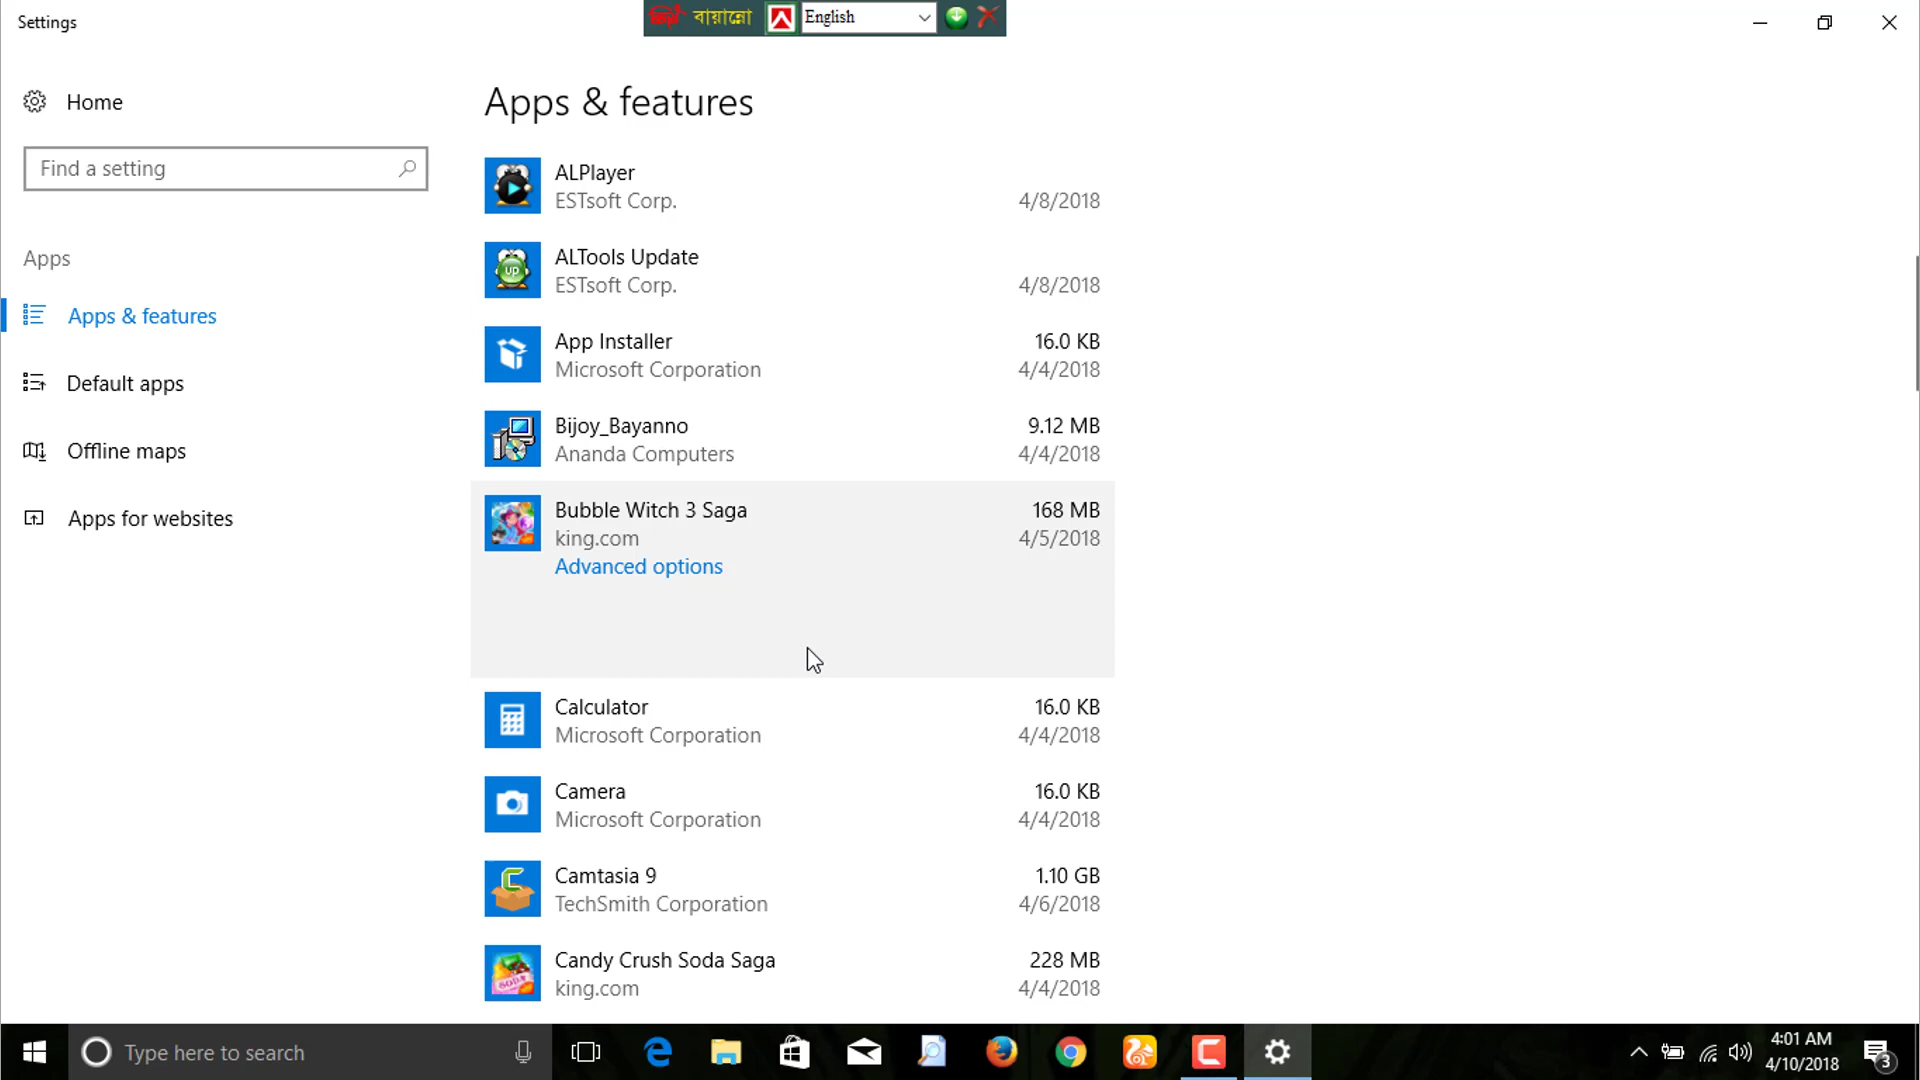 Settings
বায়ান্নো
English
Home
Find a setting
Apps
Apps & features
Default apps
Offline maps
Apps for websites
Apps & features
ALPlayer
ESTsoft Corp. 4/8/2018
ALTools Update
ESTsoft Corp. 4/8/2018
App Installer 16.0 KB
Microsoft Corporation 4/4/2018
Bijoy_Bayanno 9.12 MB
Ananda Computers 4/4/2018
Bubble Witch 3 Saga 168 MB
king.com 4/5/2018
Advanced options
Calculator 16.0 KB
Microsoft Corporation 4/4/2018
Camera 16.0 KB
Microsoft Corporation 4/4/2018
Camtasia 9 1.10 GB
TechSmith Corporation 4/6/2018
Candy Crush Soda Saga 228 MB
king.com 4/4/2018
Type here to search
4:01 AM
4/10/2018
3